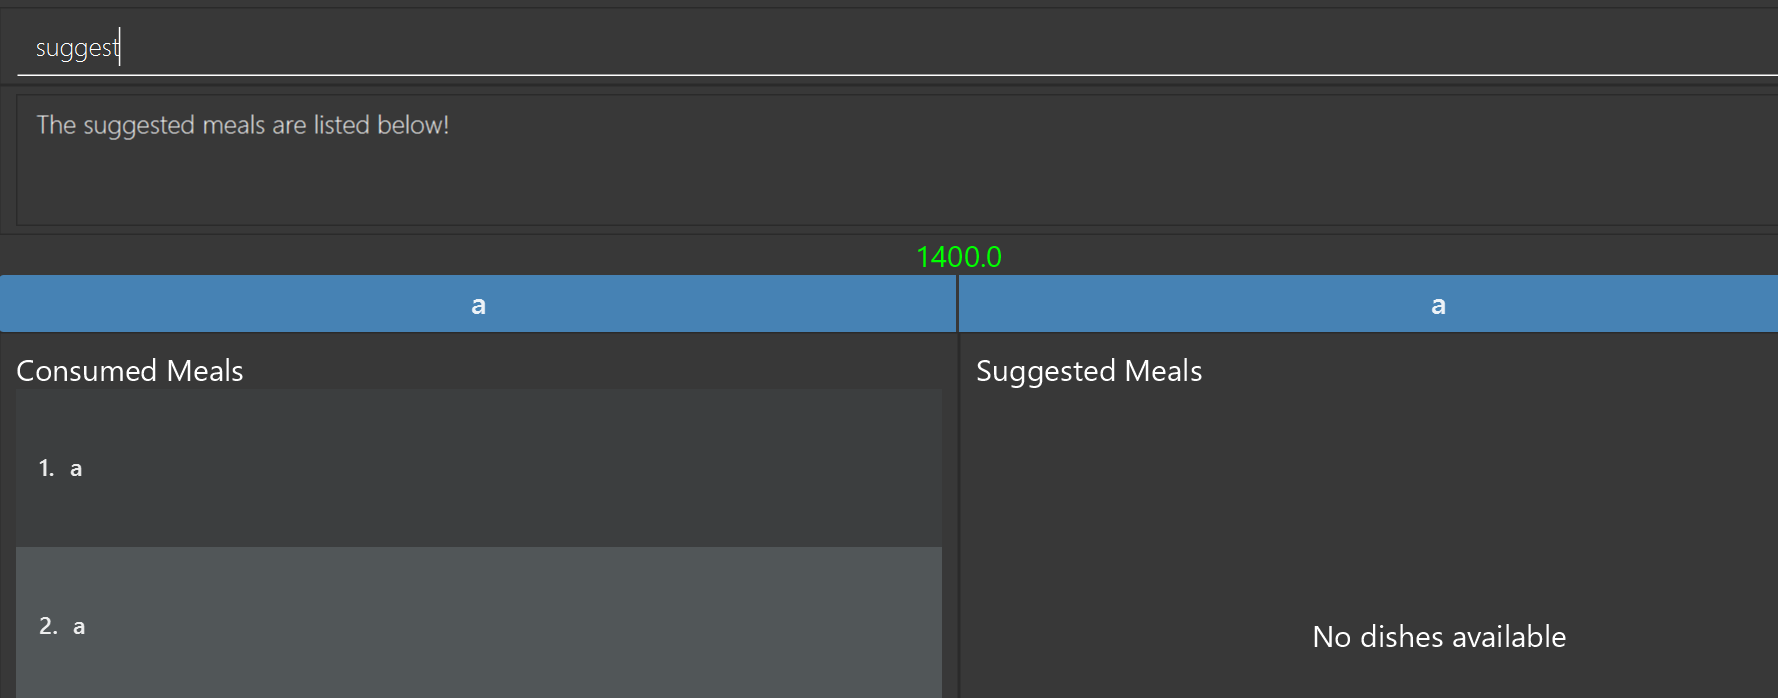 suggest
The suggested meals are listed below!
1400.0
a
a
Consumed Meals
Suggested Meals
1. a
2. a
No dishes available